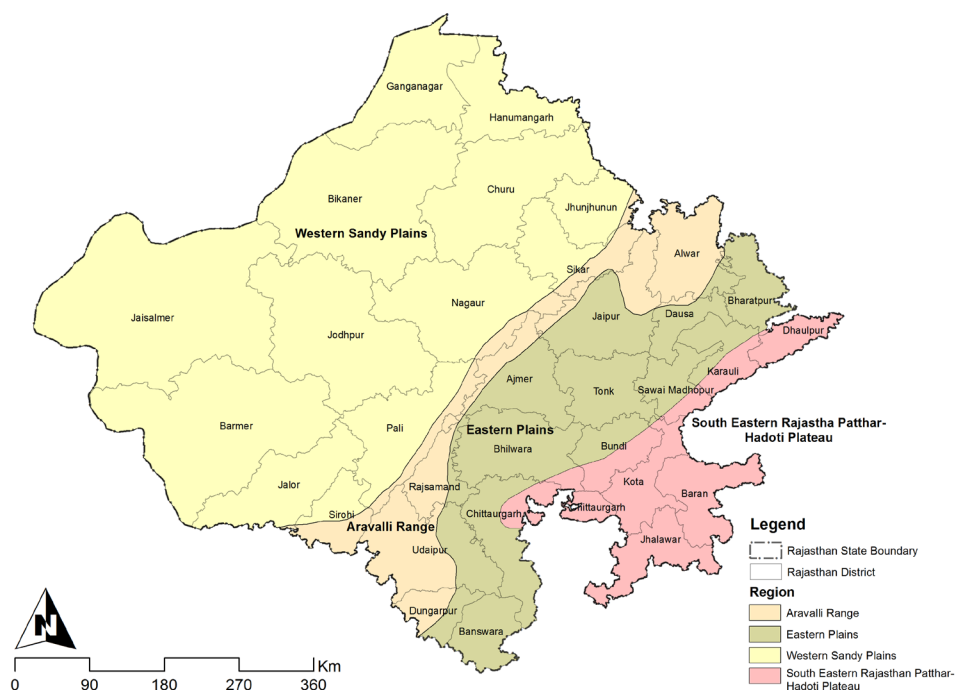 Ganganagar
Hanumangarh
Bikaner
Churu
Jhunjhunun
Western Sandy Plains
Alwar
Sikar
Nagaur
Bharatpur
Jaisalmer
Jodhpur
Jaipur
Dausa
Dhaulpur
Karauli
Ajmer
Tonk
Sawai Madhopur
Barmer
Pali
Eastern Plains
South Eastern Rajastha Patthar-
Hadoti Plateau
Bhilwara
Bundi
Jalor
Rajsamand
Kota
Baran
Sirohi
Chittaurgarh
Chittaurgarh
Aravalli Range
Jhalawar
Udaipur
Dungarpur
Banswara
Legend
Rajasthan State Boundary
Rajasthan District
Region
Aravalli Range
Eastern Plains
Western Sandy Plains
South Eastern Rajasthan Patthar-
Hadoti Plateau
N
Km
0 90 180 270 360